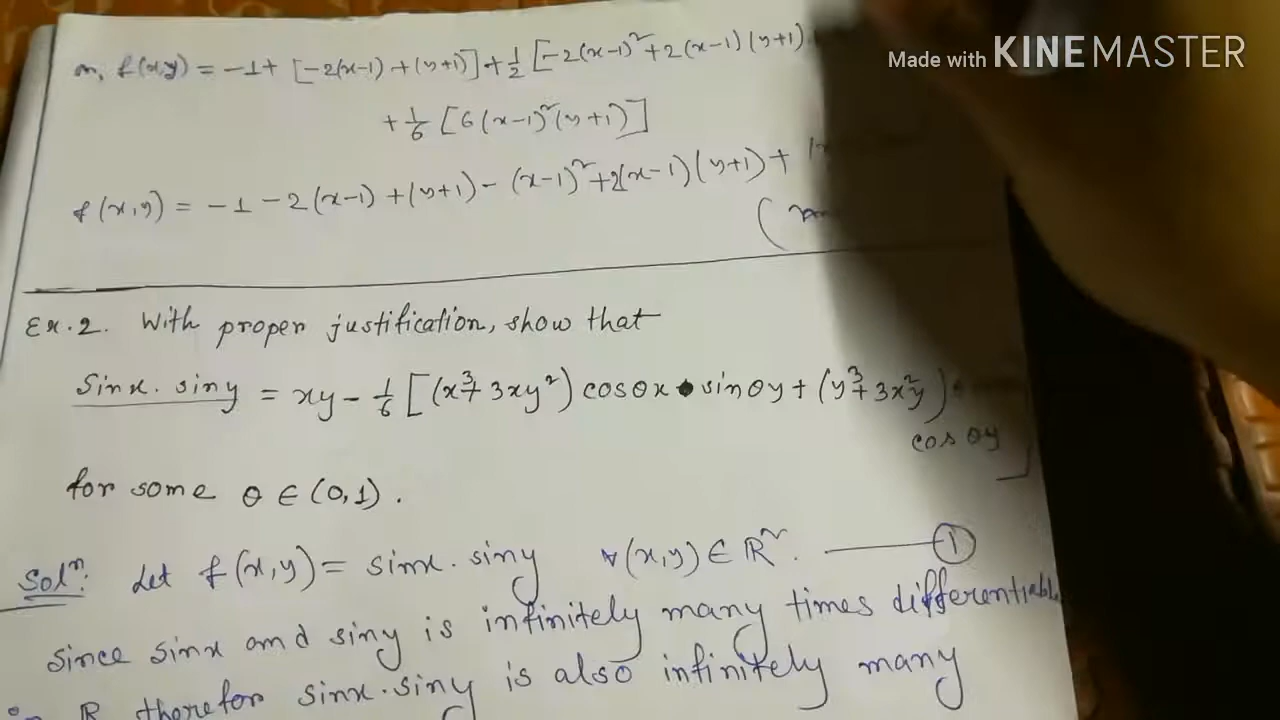 Made with KINEMASTER
or, f(x,y) = -1 + [-2(x-1) + (y+1)] + 1/2 [-2(x-1)² + 2(x-1)(y+1)
+ 1/6 [6(x-1)²(y+1)]
f(x,y) = -1 - 2(x-1) + (y+1) - (x-1)² + 2(x-1)(y+1) +
Ex.2. With proper justification, show that
Sinx. siny = xy - 1/6 [(x³+ 3xy²) cosθx • sinθy + (y³+ 3x²y)
cos θy ]
for some θ ∈ (0,1).
Solⁿ: Let f(x,y) = sinx. siny ∀(x,y) ∈ ℝ². ——— ①
since sinx and siny is infinitely many times differentiable
ℝ therefor sinx.siny is also infinitely many